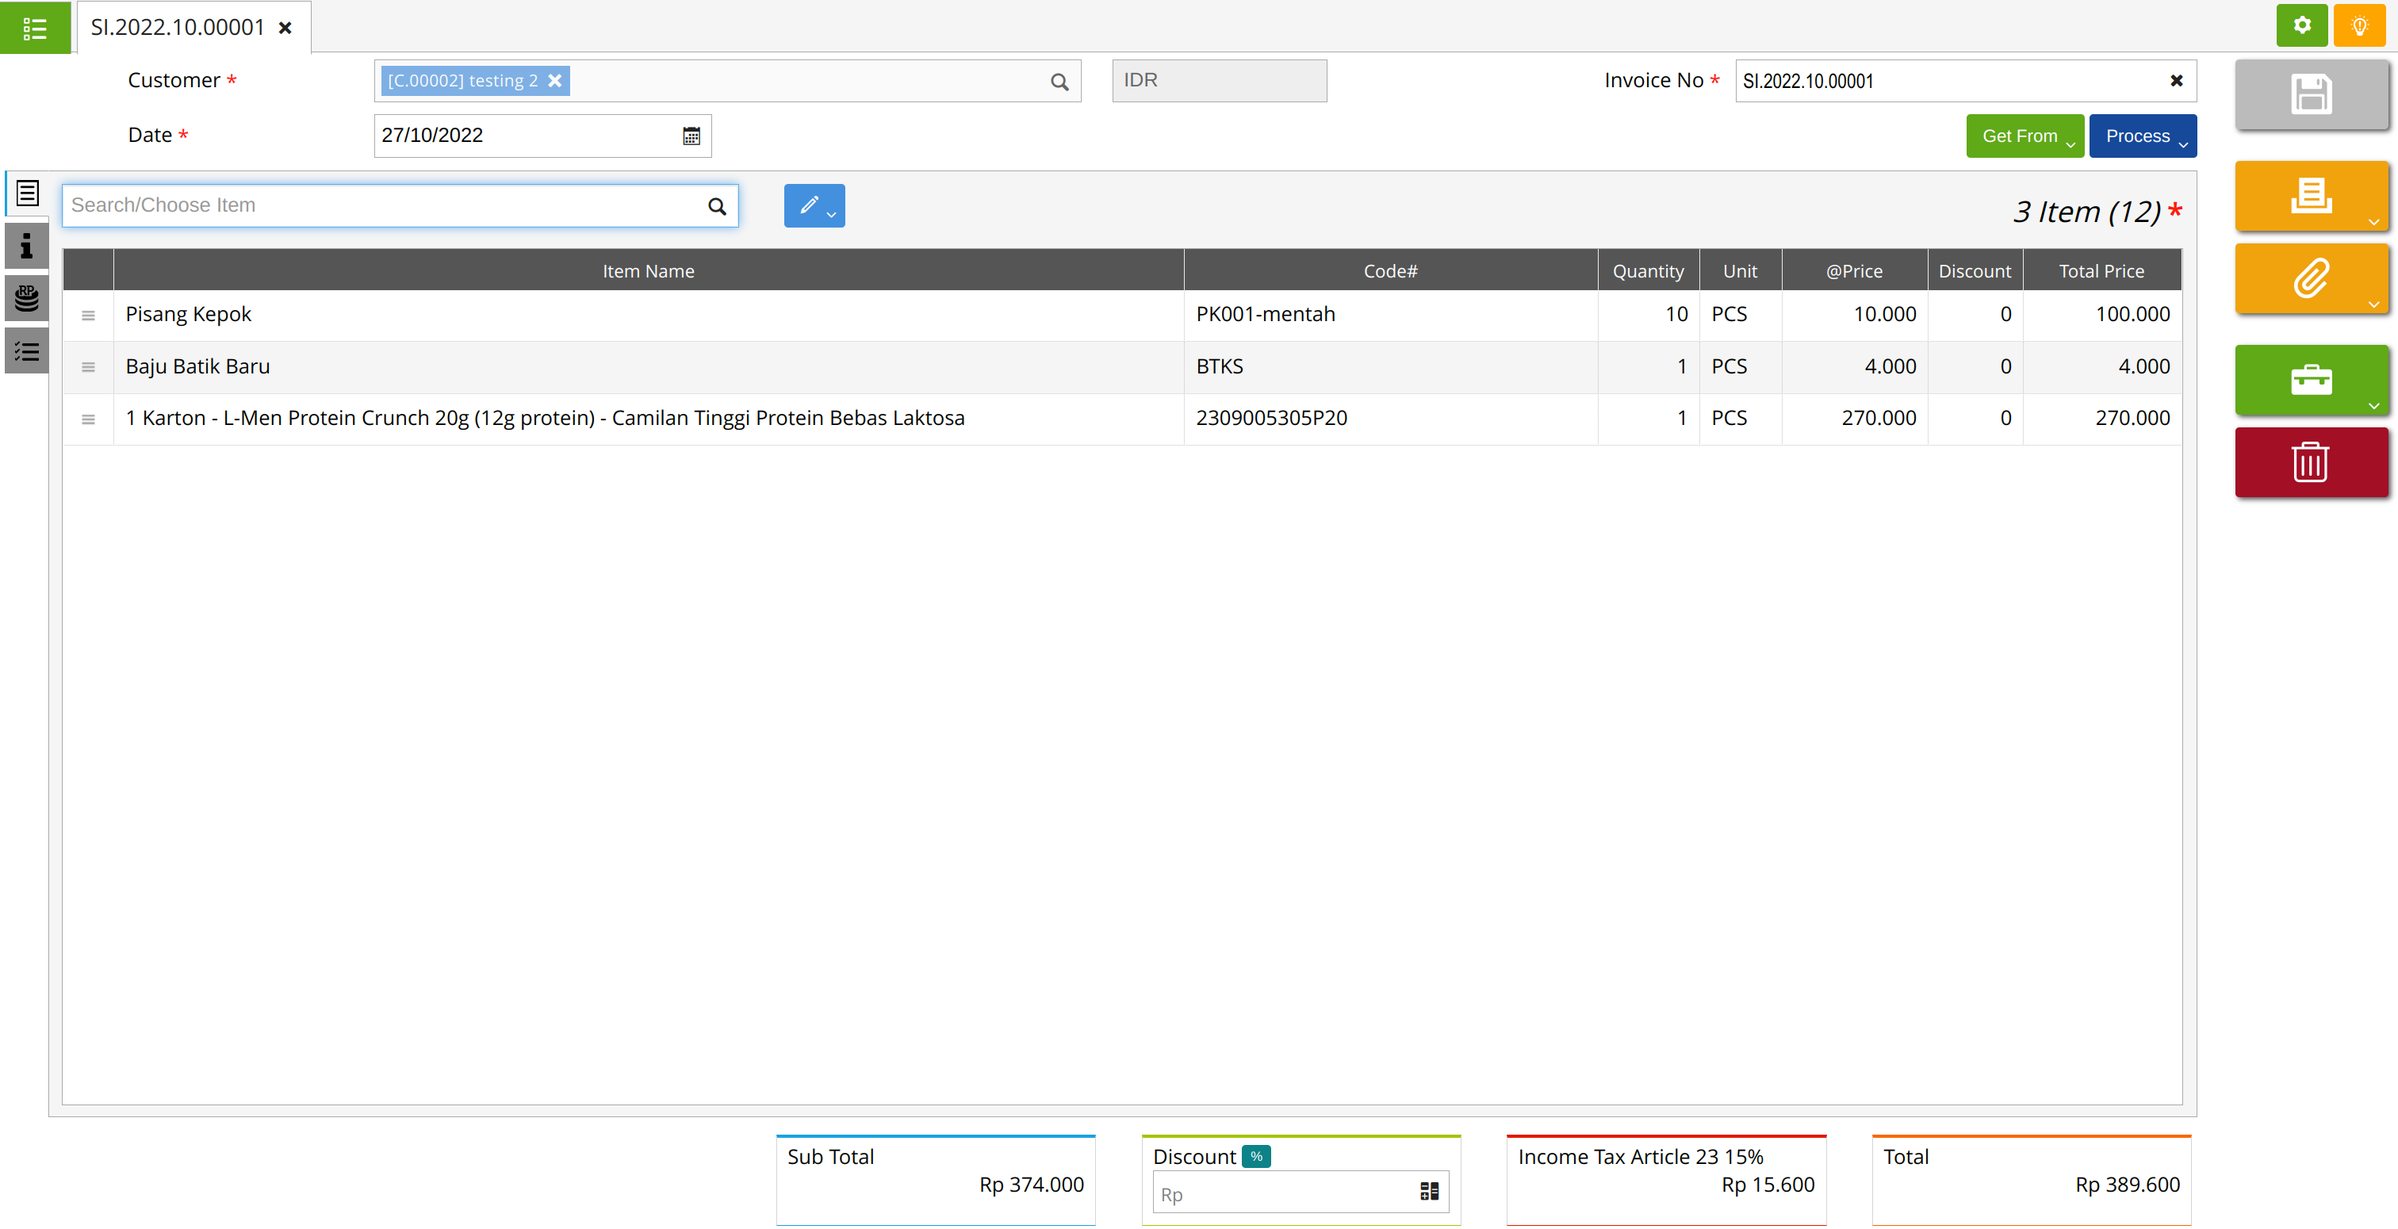 SI.2022.10.00001
Customer *
[C.00002] testing 2
IDR
Invoice No *
SI.2022.10.00001
Date *
27/10/2022
Get From
Process
Search/Choose Item
3 Item (12) *
Item Name Code# Quantity Unit @Price Discount Total Price
Pisang Kepok PK001-mentah 10 PCS 10.000 0 100.000
Baju Batik Baru BTKS 1 PCS 4.000 0 4.000
1 Karton - L-Men Protein Crunch 20g (12g protein) - Camilan Tinggi Protein Bebas Laktosa 2309005305P20 1 PCS 270.000 0 270.000
RP
Sub Total
Rp 374.000
Discount %
Rp
Income Tax Article 23 15%
Rp 15.600
Total
Rp 389.600